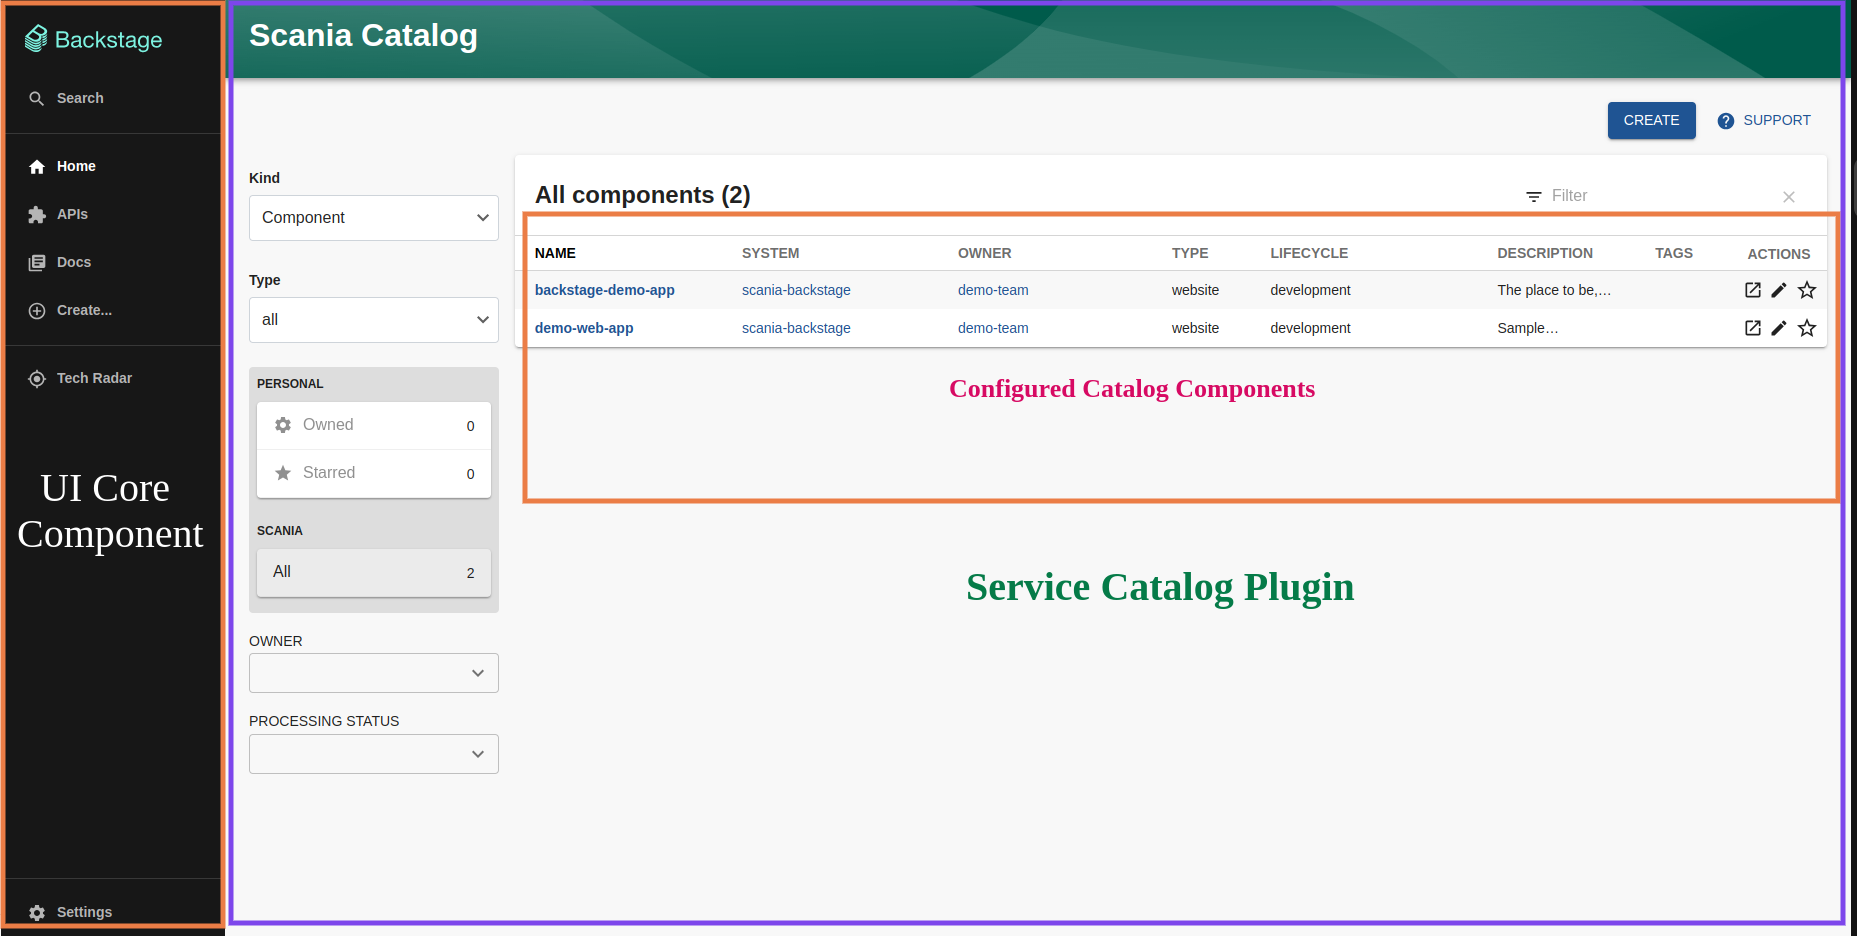 Backstage
Search
Home
APIs
Docs
Create...
Tech Radar
UI Core
Component
Settings
Scania Catalog
CREATE
SUPPORT
Kind
Component
Type
all
PERSONAL
Owned 0
Starred 0
SCANIA
All 2
OWNER
PROCESSING STATUS
All components (2)
Filter
NAME SYSTEM OWNER TYPE LIFECYCLE DESCRIPTION TAGS ACTIONS
backstage-demo-app scania-backstage demo-team website development The place to be,…
demo-web-app scania-backstage demo-team website development Sample…
Configured Catalog Components
Service Catalog Plugin